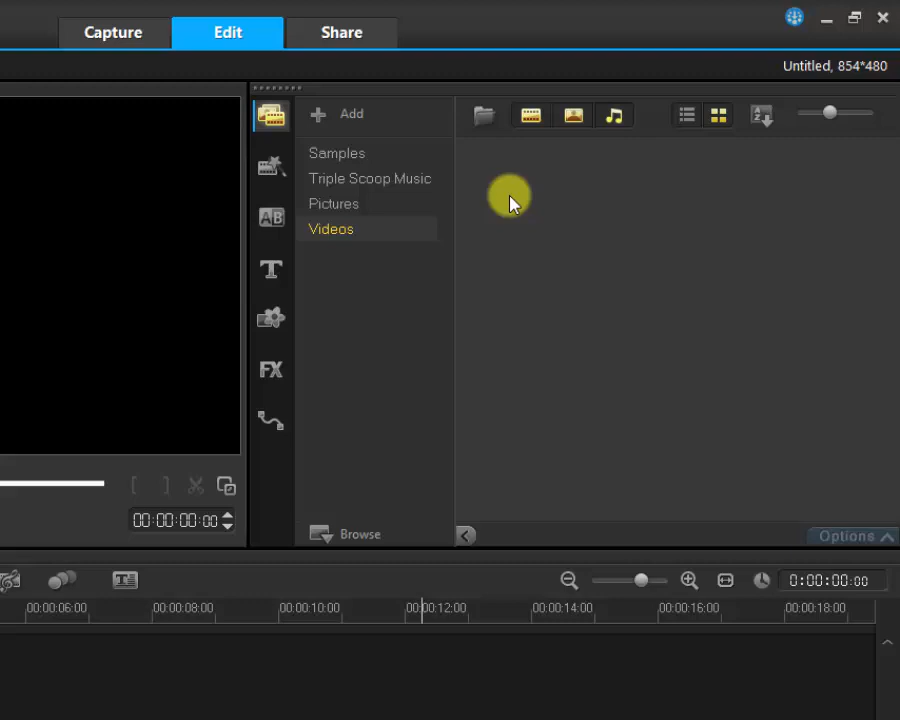 Capture Edit Share
Untitled, 854*480
Add
Samples
Triple Scoop Music
Pictures
Videos
AB
T
FX
00:00:00:00
Browse
Options
T
0:00:00:00
00:00:06:00 00:00:08:00 00:00:10:00 00:00:12:00 00:00:14:00 00:00:16:00 00:00:18:00